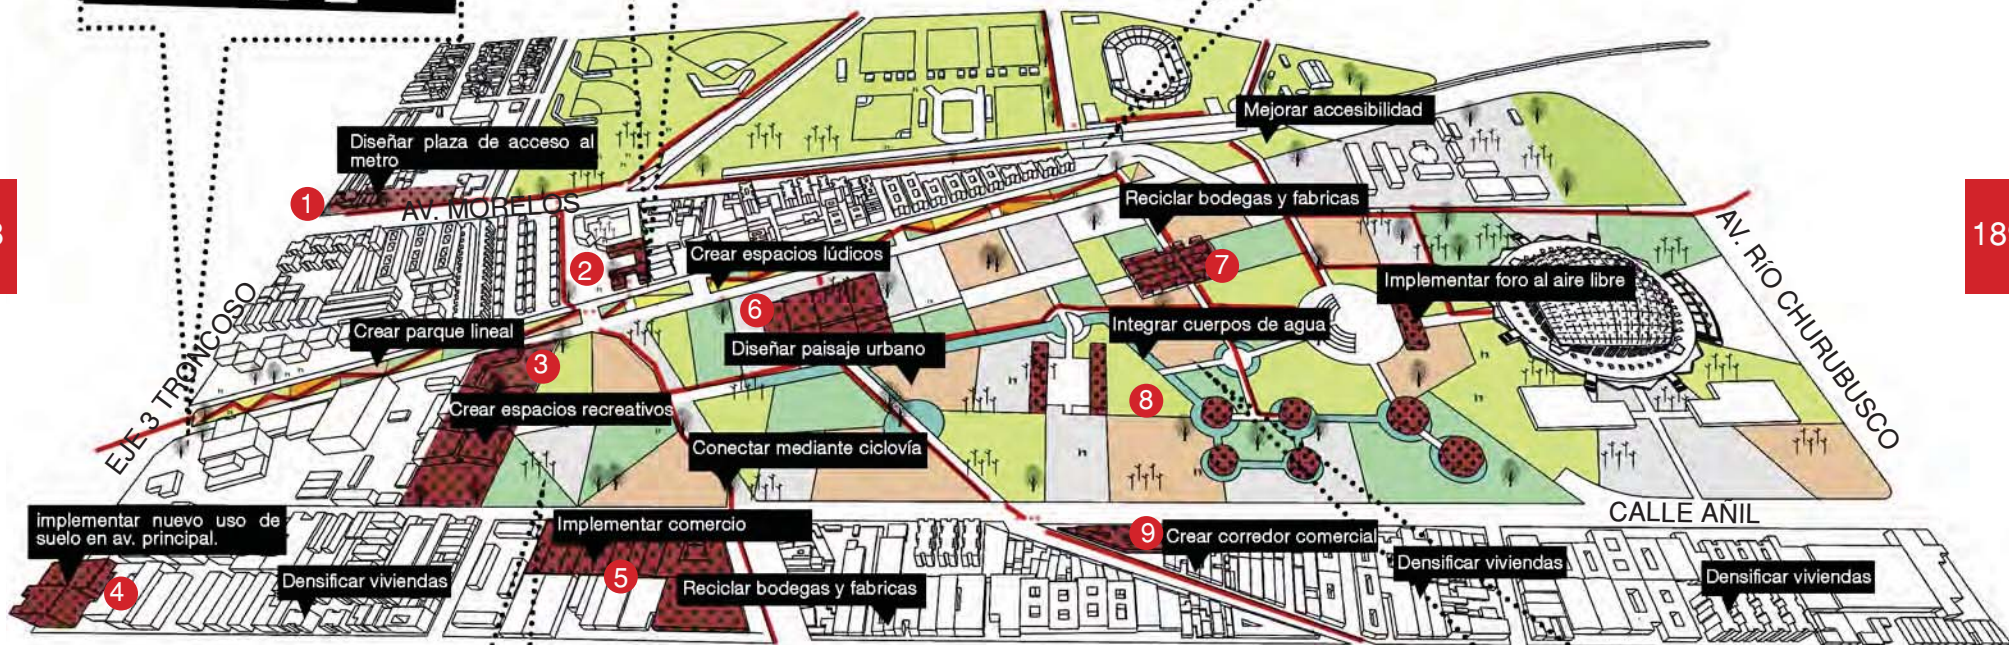 Mejorar accesibilidad
Diseñar plaza de acceso al
metro
1
AV. MORELOS
Reciclar bodegas y fabricas
AV. RÍO CHURUBUSCO
18
2
Crear espacios lúdicos
7
Implementar foro al aire libre
EJE 3 TRONCOSO
Crear parque lineal
6
Integrar cuerpos de agua
Diseñar paisaje urbano
3
Crear espacios recreativos
8
Conectar mediante ciclovía
CALLE AÑIL
implementar nuevo uso de
suelo en av. principal.
Implementar comercio
9
Crear corredor comercial
Densificar viviendas
Densificar viviendas
Densificar viviendas
4
5
Reciclar bodegas y fabricas